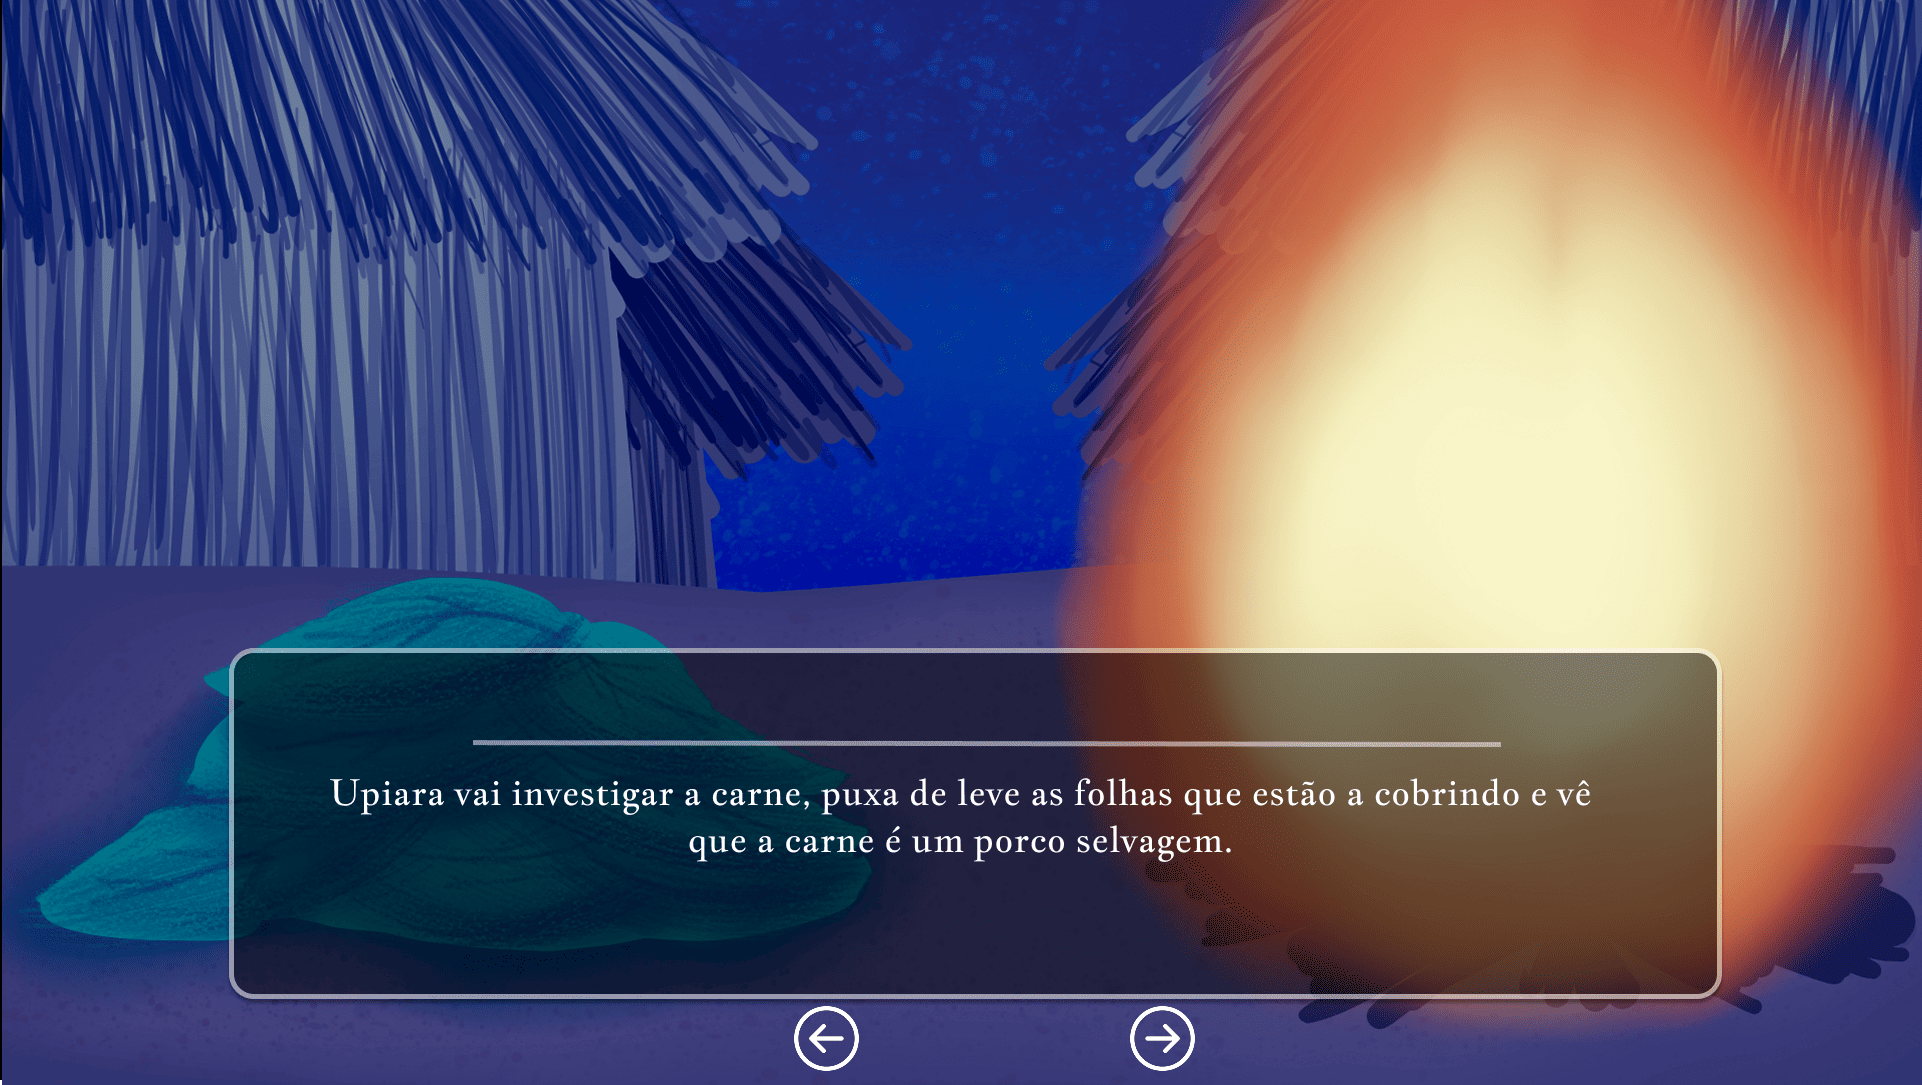 Upiara vai investigar a carne, puxa de leve as folhas que estão a cobrindo e vê
que a carne é um porco selvagem.